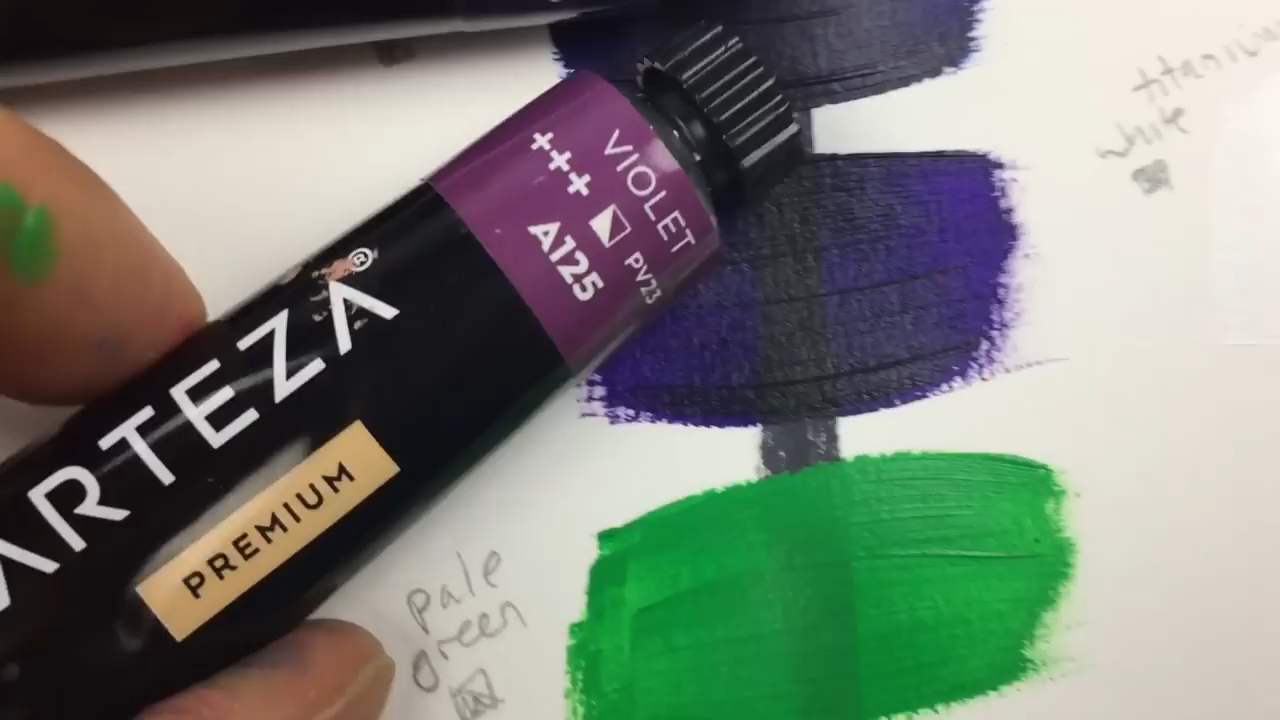 VIOLET
PV23
+++
A125
ARTEZA®
PREMIUM
titanium
white
pale
green